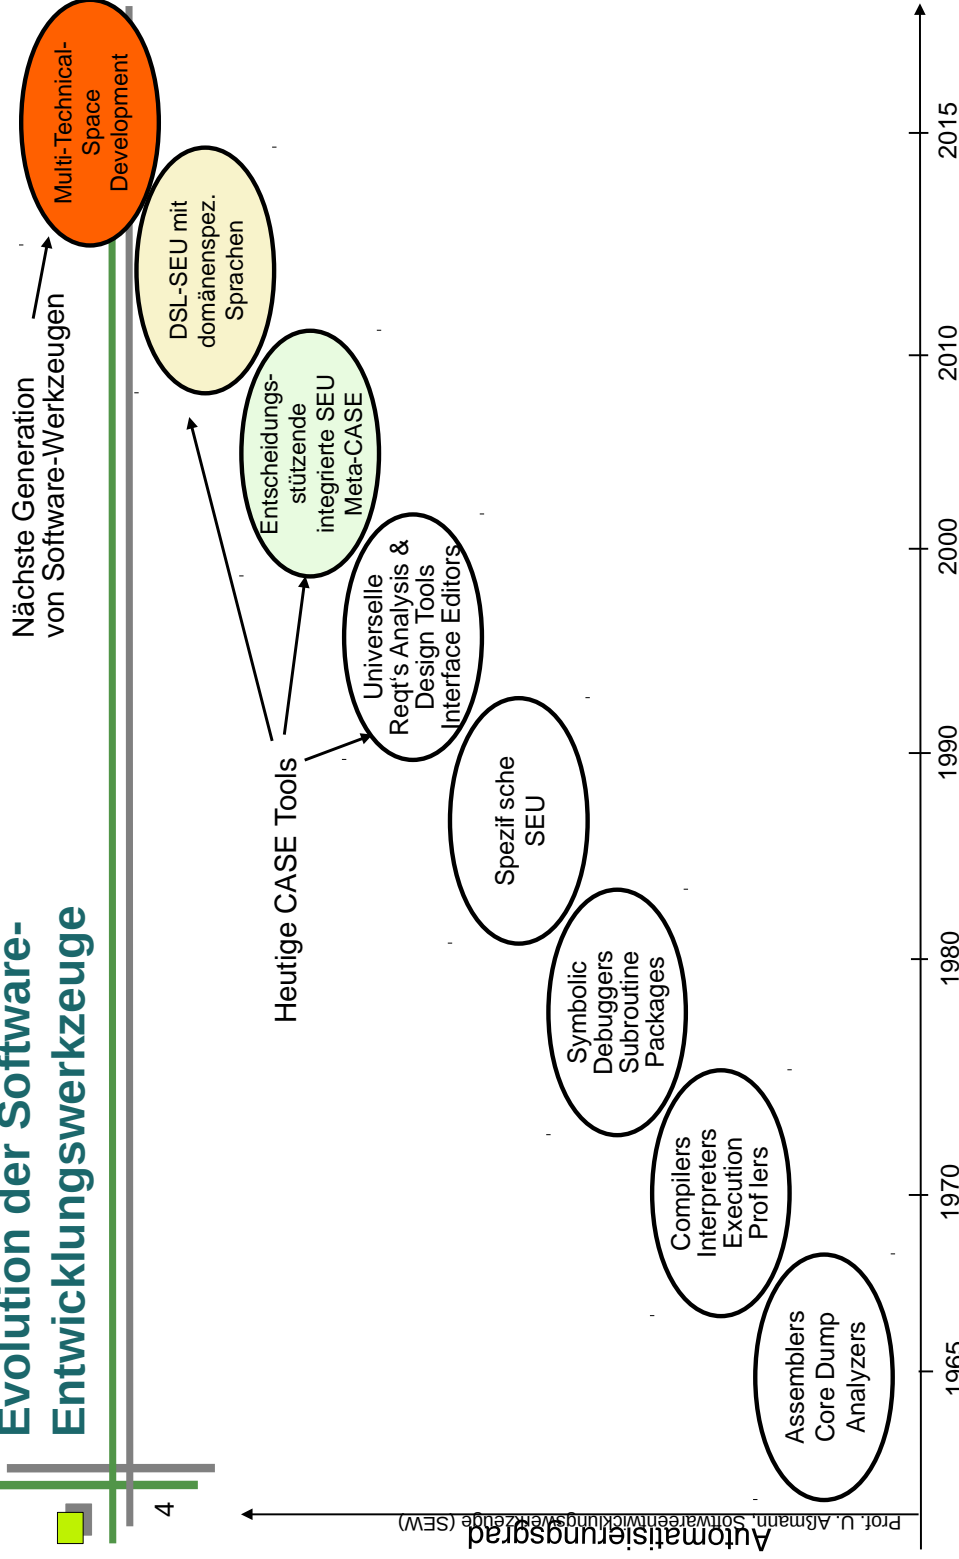 Evolution der Software-
Entwicklungswerkzeuge
4
Nächste Generation
von Software-Werkzeugen
Multi-Technical-
Space
Development
DSL-SEU mit
domänenspez.
Sprachen
Entscheidungs-
stützende
integrierte SEU
Meta-CASE
Heutige CASE Tools
Universelle
Reqt's Analysis &
Design Tools
Interface Editors
Spezif sche
SEU
Symbolic
Debuggers
Subroutine
Packages
Compilers
Interpreters
Execution
Prof lers
Assemblers
Core Dump
Analyzers
Automatisierungsgrad
Prof. U. Aßmann, Softwareentwicklungswerkzeuge (SEW)
1965
1970
1980
1990
2000
2010
2015